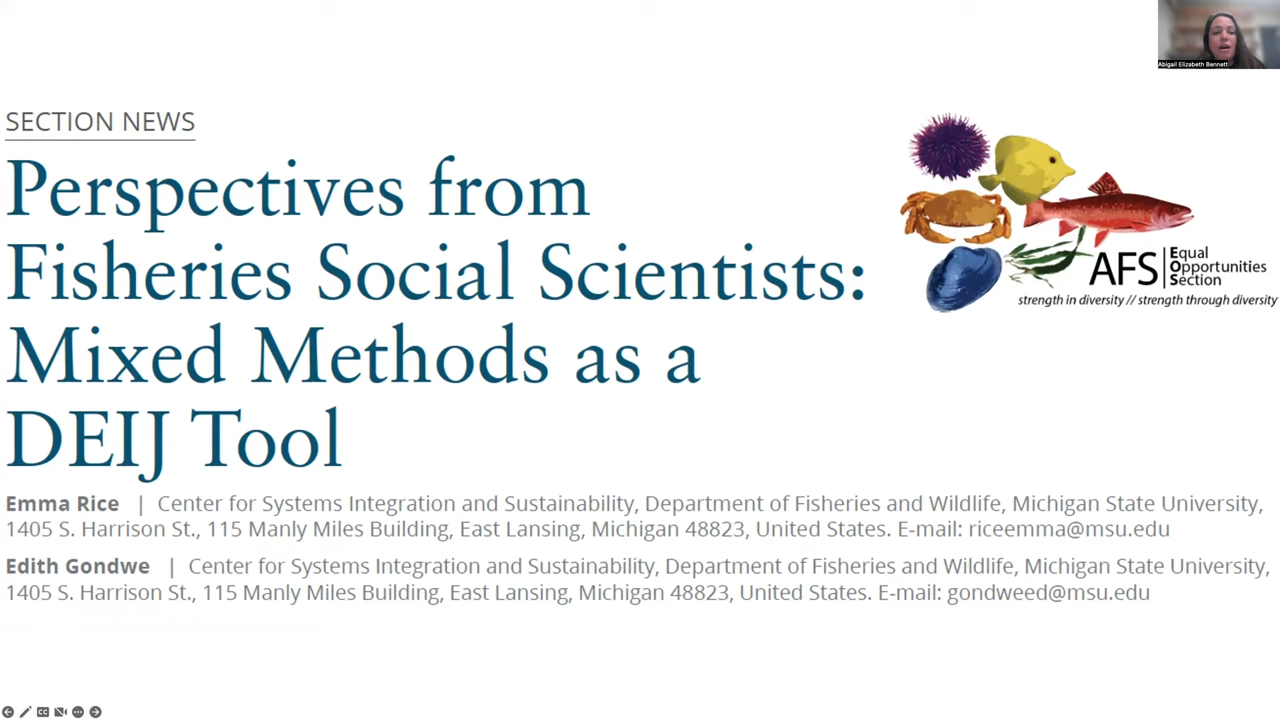 Abigail Elizabeth Bennett
SECTION NEWS
Perspectives from
Fisheries Social Scientists:
Mixed Methods as a
DEIJ Tool
AFS | Equal
Opportunities
Section
strength in diversity // strength through diversity
Emma Rice | Center for Systems Integration and Sustainability, Department of Fisheries and Wildlife, Michigan State University,
1405 S. Harrison St., 115 Manly Miles Building, East Lansing, Michigan 48823, United States. E-mail: riceemma@msu.edu
Edith Gondwe | Center for Systems Integration and Sustainability, Department of Fisheries and Wildlife, Michigan State University,
1405 S. Harrison St., 115 Manly Miles Building, East Lansing, Michigan 48823, United States. E-mail: gondweed@msu.edu
CC